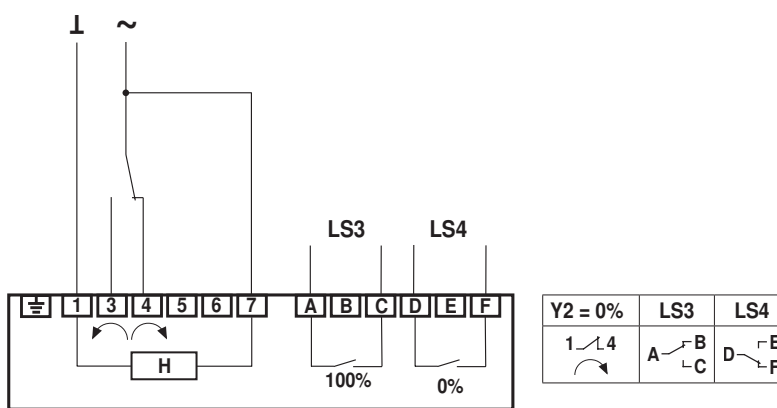 ⊥ ~
LS3 LS4
1 3 4 5 6 7 A B C D E F
H
100% 0%
Y2 = 0% LS3 LS4
1 4 A B C D E F